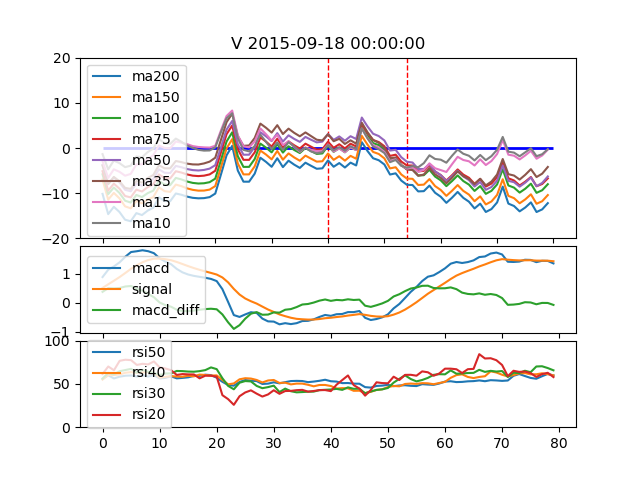 V 2015-09-18 00:00:00
20
10
0
−10
−20
ma200
ma150
ma100
ma75
ma50
ma35
ma15
ma10
1
0
−1
macd
signal
macd_diff
100
50
0
rsi50
rsi40
rsi30
rsi20
0 10 20 30 40 50 60 70 80